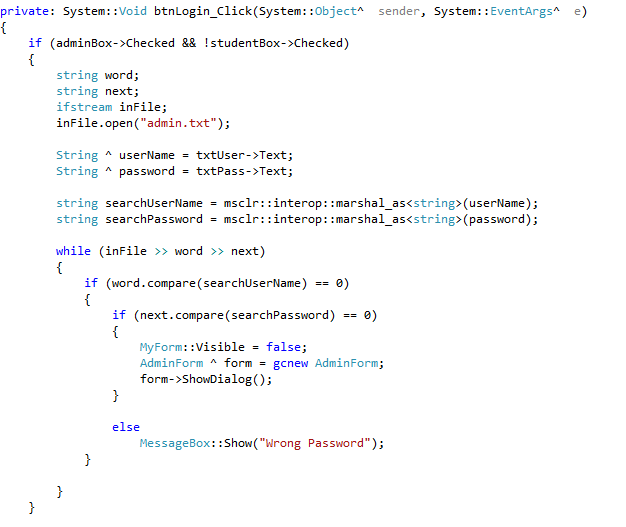 private: System::Void btnLogin_Click(System::Object^  sender, System::EventArgs^  e)
{
    if (adminBox->Checked && !studentBox->Checked)
    {
        string word;
        string next;
        ifstream inFile;
        inFile.open("admin.txt");

        String ^ userName = txtUser->Text;
        String ^ password = txtPass->Text;

        string searchUserName = msclr::interop::marshal_as<string>(userName);
        string searchPassword = msclr::interop::marshal_as<string>(password);

        while (inFile >> word >> next)
        {
            if (word.compare(searchUserName) == 0)
            {
                if (next.compare(searchPassword) == 0)
                {
                    MyForm::Visible = false;
                    AdminForm ^ form = gcnew AdminForm;
                    form->ShowDialog();
                }

                else
                    MessageBox::Show("Wrong Password");
            }

        }
    }